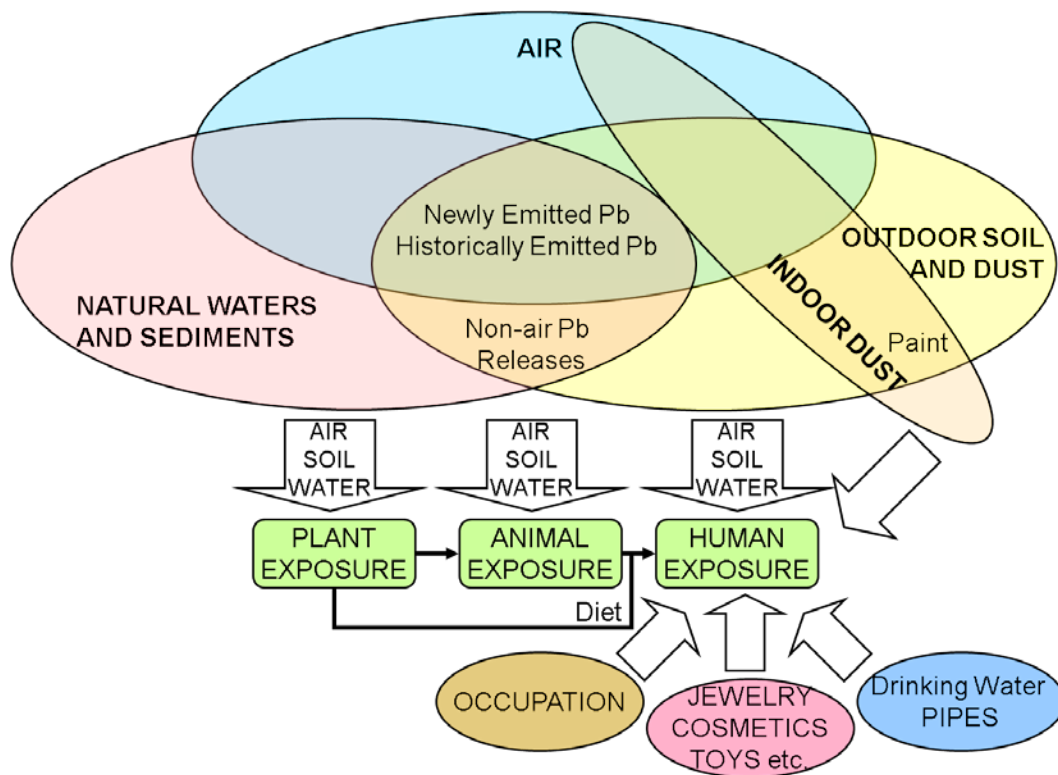 AIR
Newly Emitted Pb
Historically Emitted Pb
OUTDOOR SOIL
AND DUST
INDOOR DUST
NATURAL WATERS
AND SEDIMENTS
Non-air Pb
Releases
Paint
AIR
SOIL
WATER
AIR
SOIL
WATER
AIR
SOIL
WATER
PLANT
EXPOSURE
ANIMAL
EXPOSURE
HUMAN
EXPOSURE
Diet
OCCUPATION
JEWELRY
COSMETICS
TOYS etc.
Drinking Water
PIPES